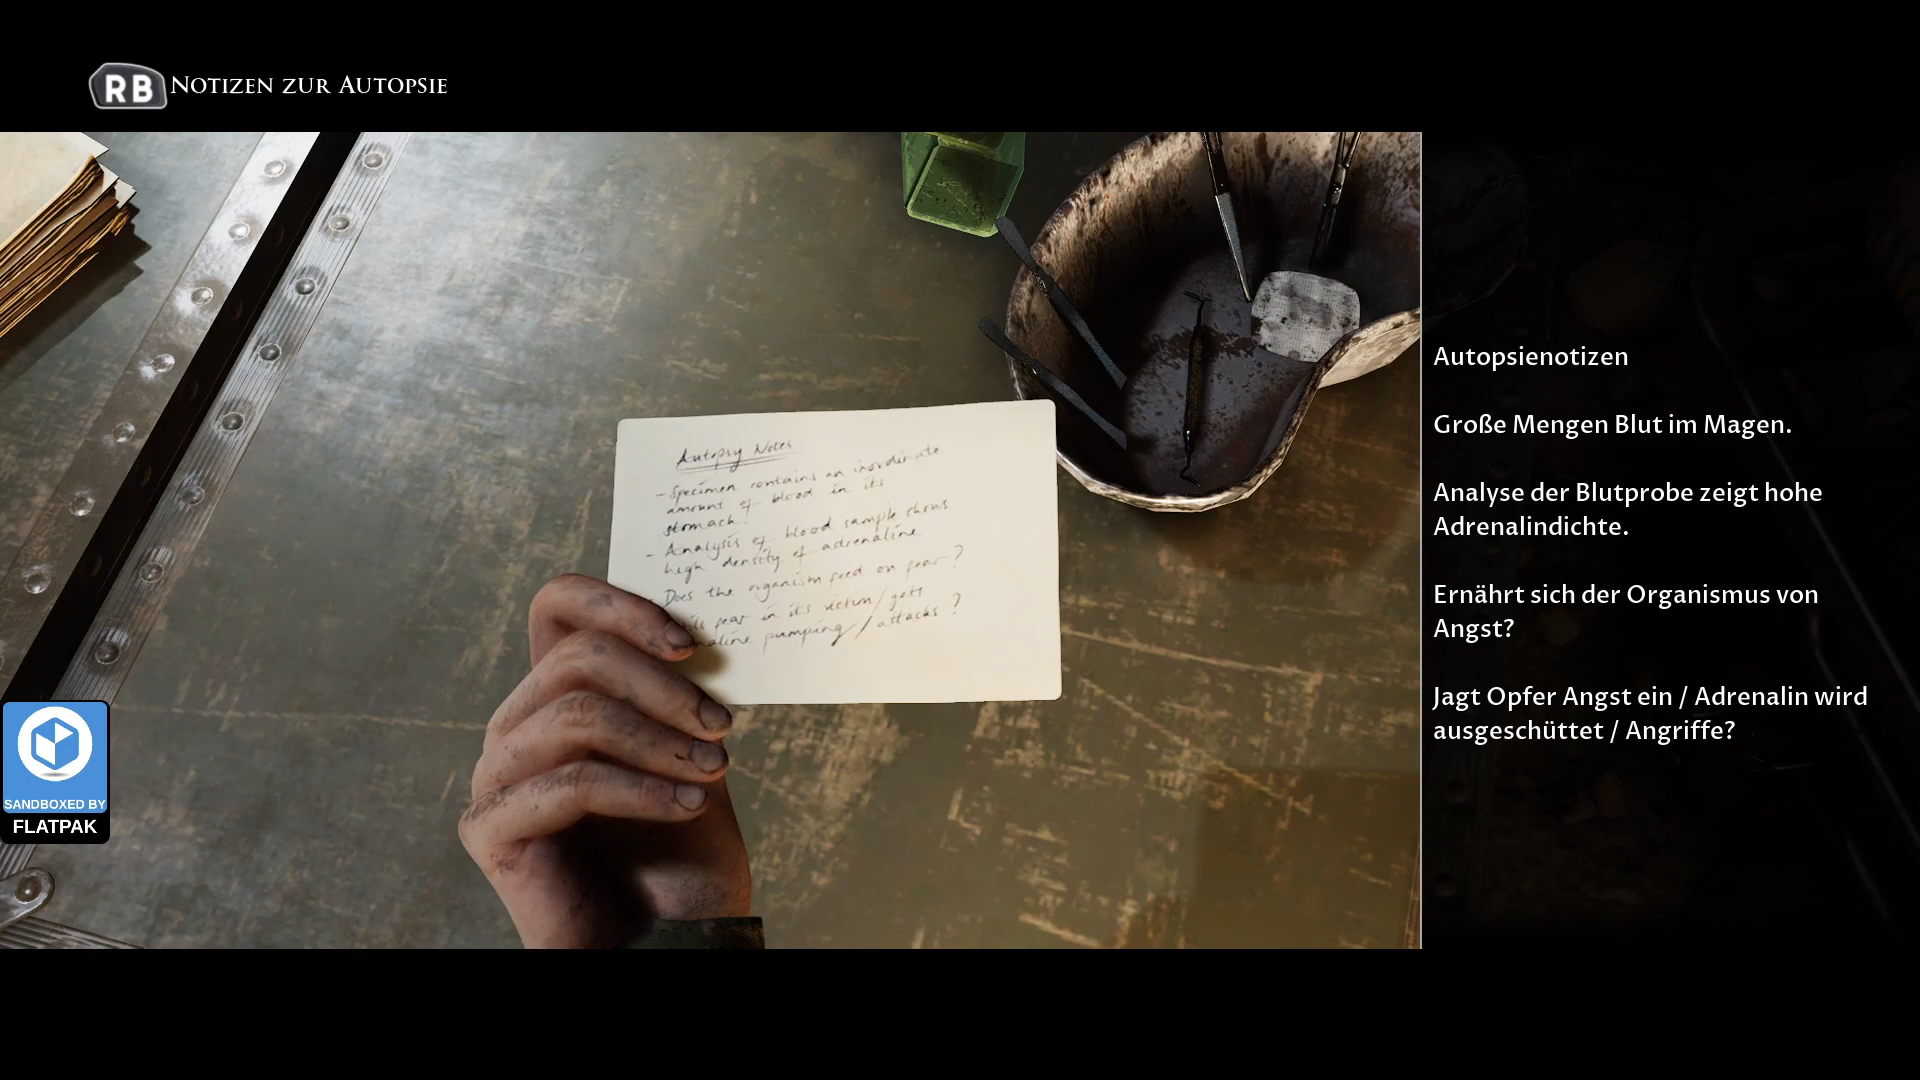 RB Notizen zur Autopsie
Autopsy Notes
- Specimen contains an inordinate
amount of blood in its
stomach.
- Analysis of blood sample shows
high density of adrenaline.
Does the organism feed on fear?
fear in its victim/gets
pumping/attacks?
Autopsienotizen
Große Mengen Blut im Magen.
Analyse der Blutprobe zeigt hohe
Adrenalindichte.
Ernährt sich der Organismus von
Angst?
Jagt Opfer Angst ein / Adrenalin wird
ausgeschüttet / Angriffe?
SANDBOXED BY
FLATPAK